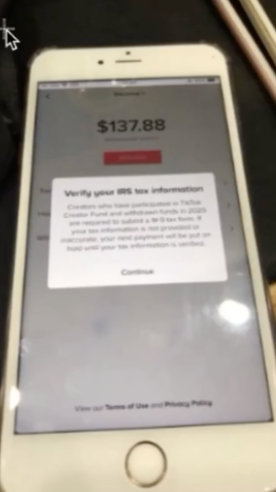 $137.88
Verify your IRS tax information
Creators who have participated in TikTok
Creator Fund and withdrawn funds in 2020
are required to submit a W-9 tax form. If
your tax information is not provided or
inaccurate, your next payment will be put on
hold until your tax information is verified.
Continue
View our Terms of Use and Privacy Policy